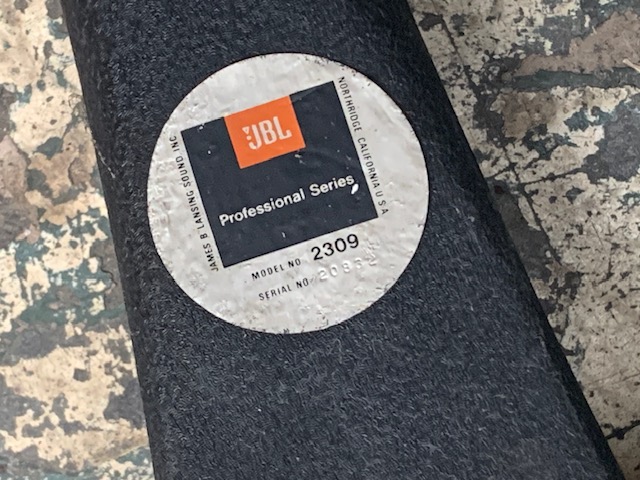 JBL
Professional Series
JAMES B LANSING SOUND INC
NORTHRIDGE CALIFORNIA U S A
MODEL NO 2309
SERIAL NO